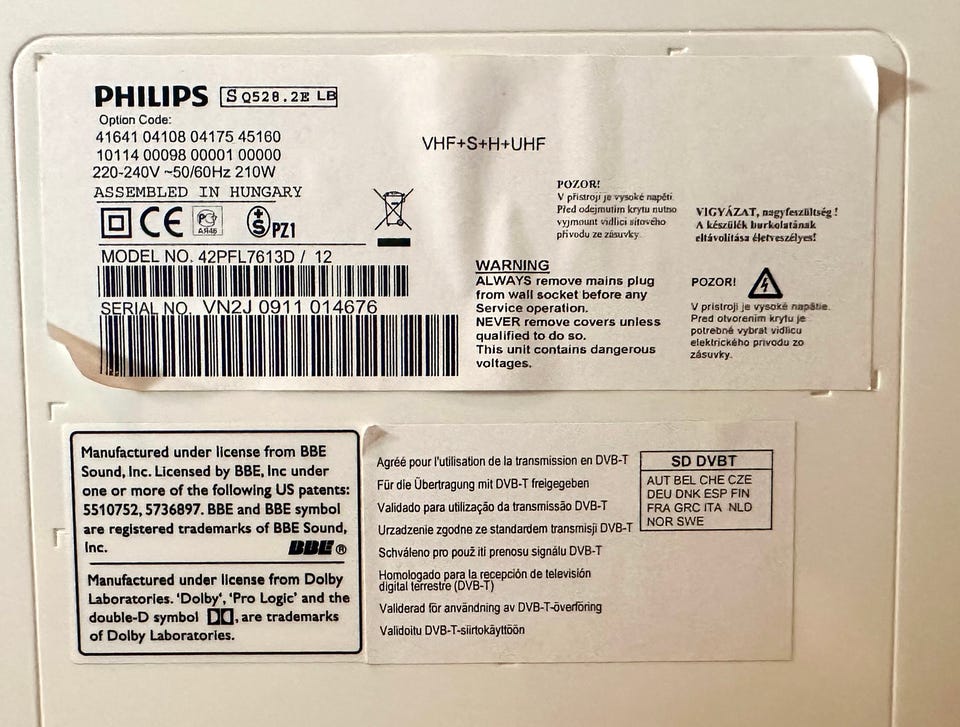 PHILIPS S Q528.2E LB
Option Code:
41641 04108 04175 45160
10114 00098 00001 00000
220-240V ~50/60Hz 210W
ASSEMBLED IN HUNGARY
CE PCT
АЯ46
S PZ1
MODEL NO. 42PFL7613D / 12
SERIAL NO. VN2J 0911 014676
VHF+S+H+UHF
POZOR!
V přístroji je vysoké napětí.
Před odejmutím krytu nutno
vyjmout vidlici síťového
přívodu ze zásuvky.
VIGYÁZAT, nagyfeszültség !
A készülék burkolatának
eltávolítása életveszélyes!
WARNING
ALWAYS remove mains plug
from wall socket before any
Service operation.
NEVER remove covers unless
qualified to do so.
This unit contains dangerous
voltages.
POZOR!
V prístroji je vysoké napätie.
Pred otvorením krytu je
potrebné vybrať vidlicu
elektrického prívodu zo
zásuvky.
Manufactured under license from BBE
Sound, Inc. Licensed by BBE, Inc under
one or more of the following US patents:
5510752, 5736897. BBE and BBE symbol
are registered trademarks of BBE Sound,
Inc. BBE ®
Manufactured under license from Dolby
Laboratories. 'Dolby', 'Pro Logic' and the
double-D symbol , are trademarks
of Dolby Laboratories.
Agréé pour l'utilisation de la transmission en DVB-T
Für die Übertragung mit DVB-T freigegeben
Validado para utilização da transmissão DVB-T
Urzadzenie zgodne ze standardem transmisji DVB-T
Schváleno pro použ ití prenosu signálu DVB-T
Homologado para la recepción de televisión
digital terrestre (DVB-T)
Validerad för användning av DVB-T-överföring
Validoitu DVB-T-siirtokäyttöön
SD DVBT
AUT BEL CHE CZE
DEU DNK ESP FIN
FRA GRC ITA NLD
NOR SWE